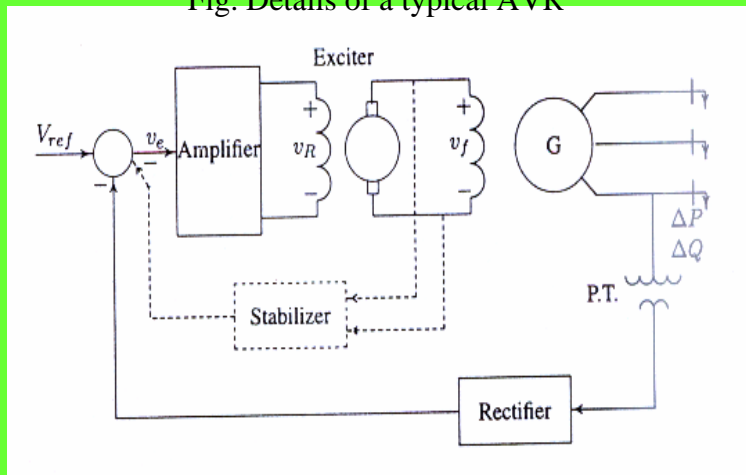 Fig. Details of a typical AVR
Exciter
V_ref
v_e
Amplifier
+
v_R
−
+
v_f
−
G
ΔP
ΔQ
P.T.
−
−
Stabilizer
Rectifier